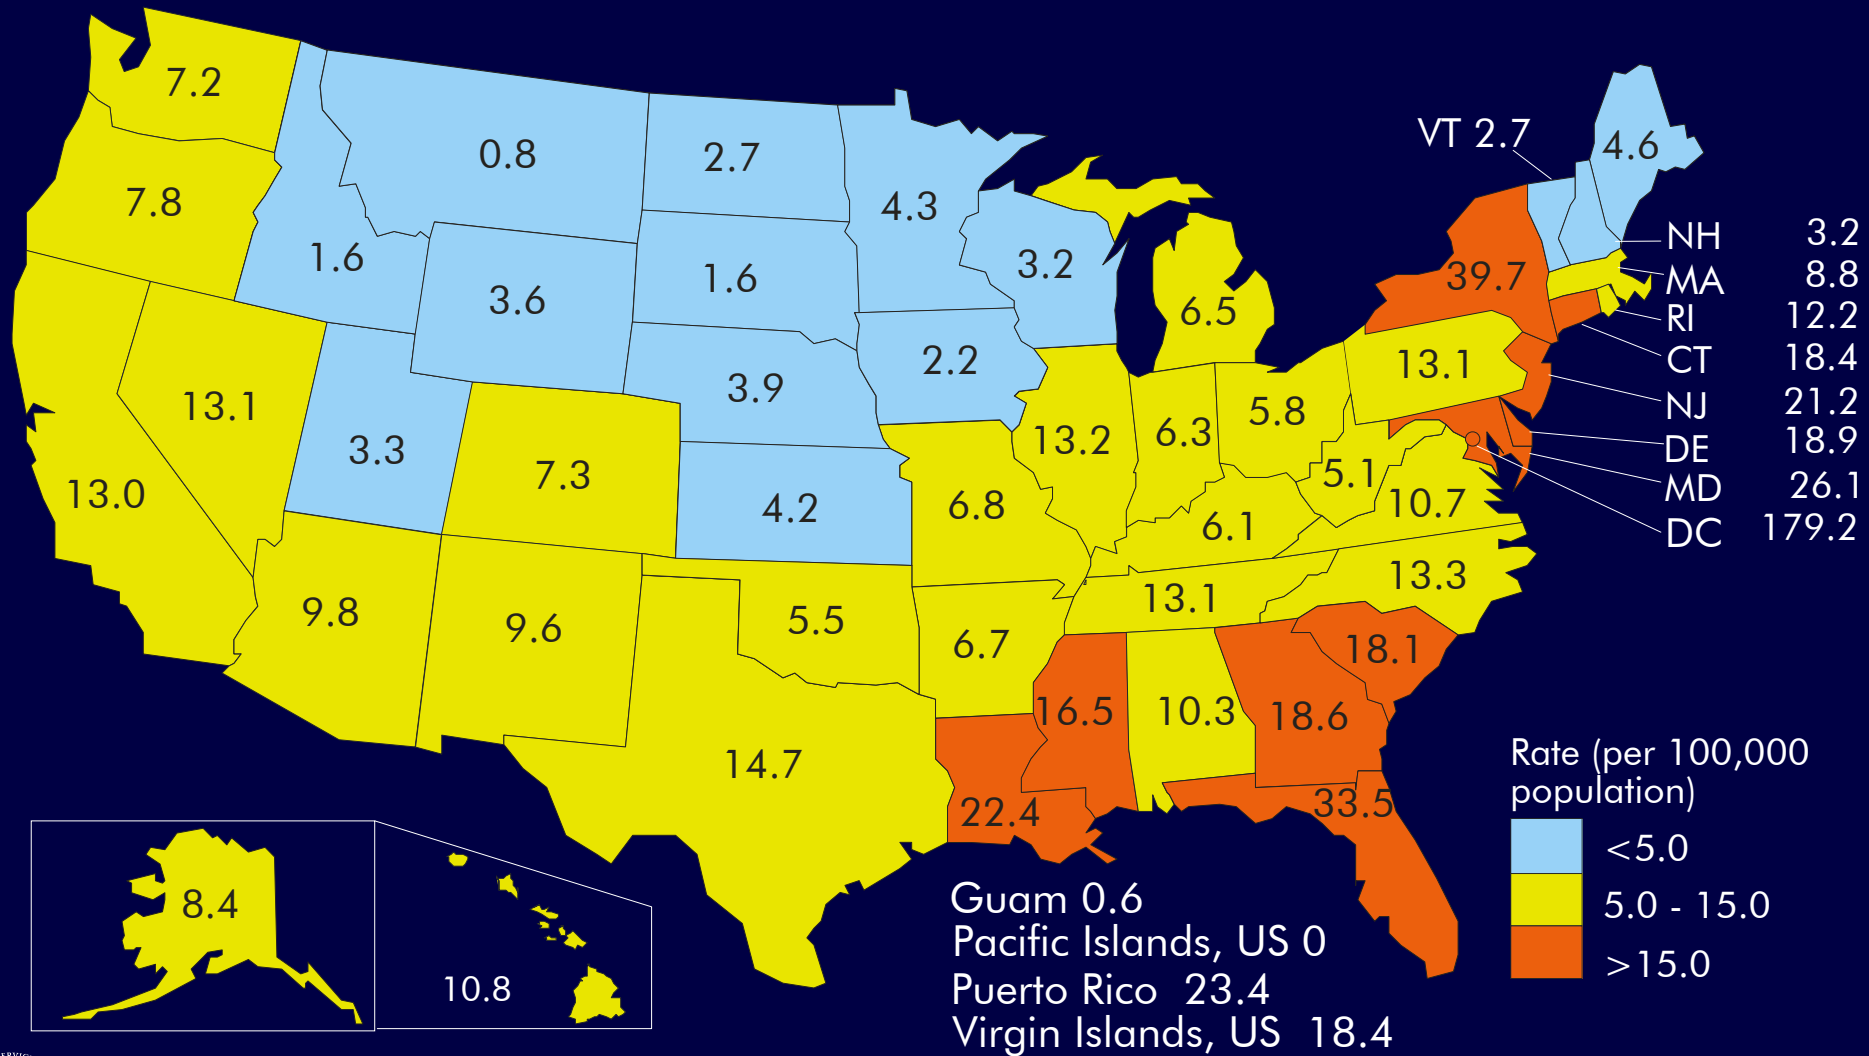 7.2
0.8
2.7
VT 2.7
4.6
7.8
4.3
1.6
3.6
1.6
3.2
39.7
NH 3.2
MA 8.8
RI 12.2
CT 18.4
NJ 21.2
DE 18.9
MD 26.1
DC 179.2
6.5
13.1
3.3
3.9
2.2
13.1
13.0
7.3
4.2
6.8
13.2
6.3
5.8
5.1
10.7
6.1
9.8
9.6
5.5
6.7
13.1
13.3
14.7
22.4
16.5
10.3
18.6
18.1
33.5
8.4
10.8
Guam 0.6
Pacific Islands, US 0
Puerto Rico 23.4
Virgin Islands, US 18.4
Rate (per 100,000
population)
<5.0
5.0 - 15.0
>15.0